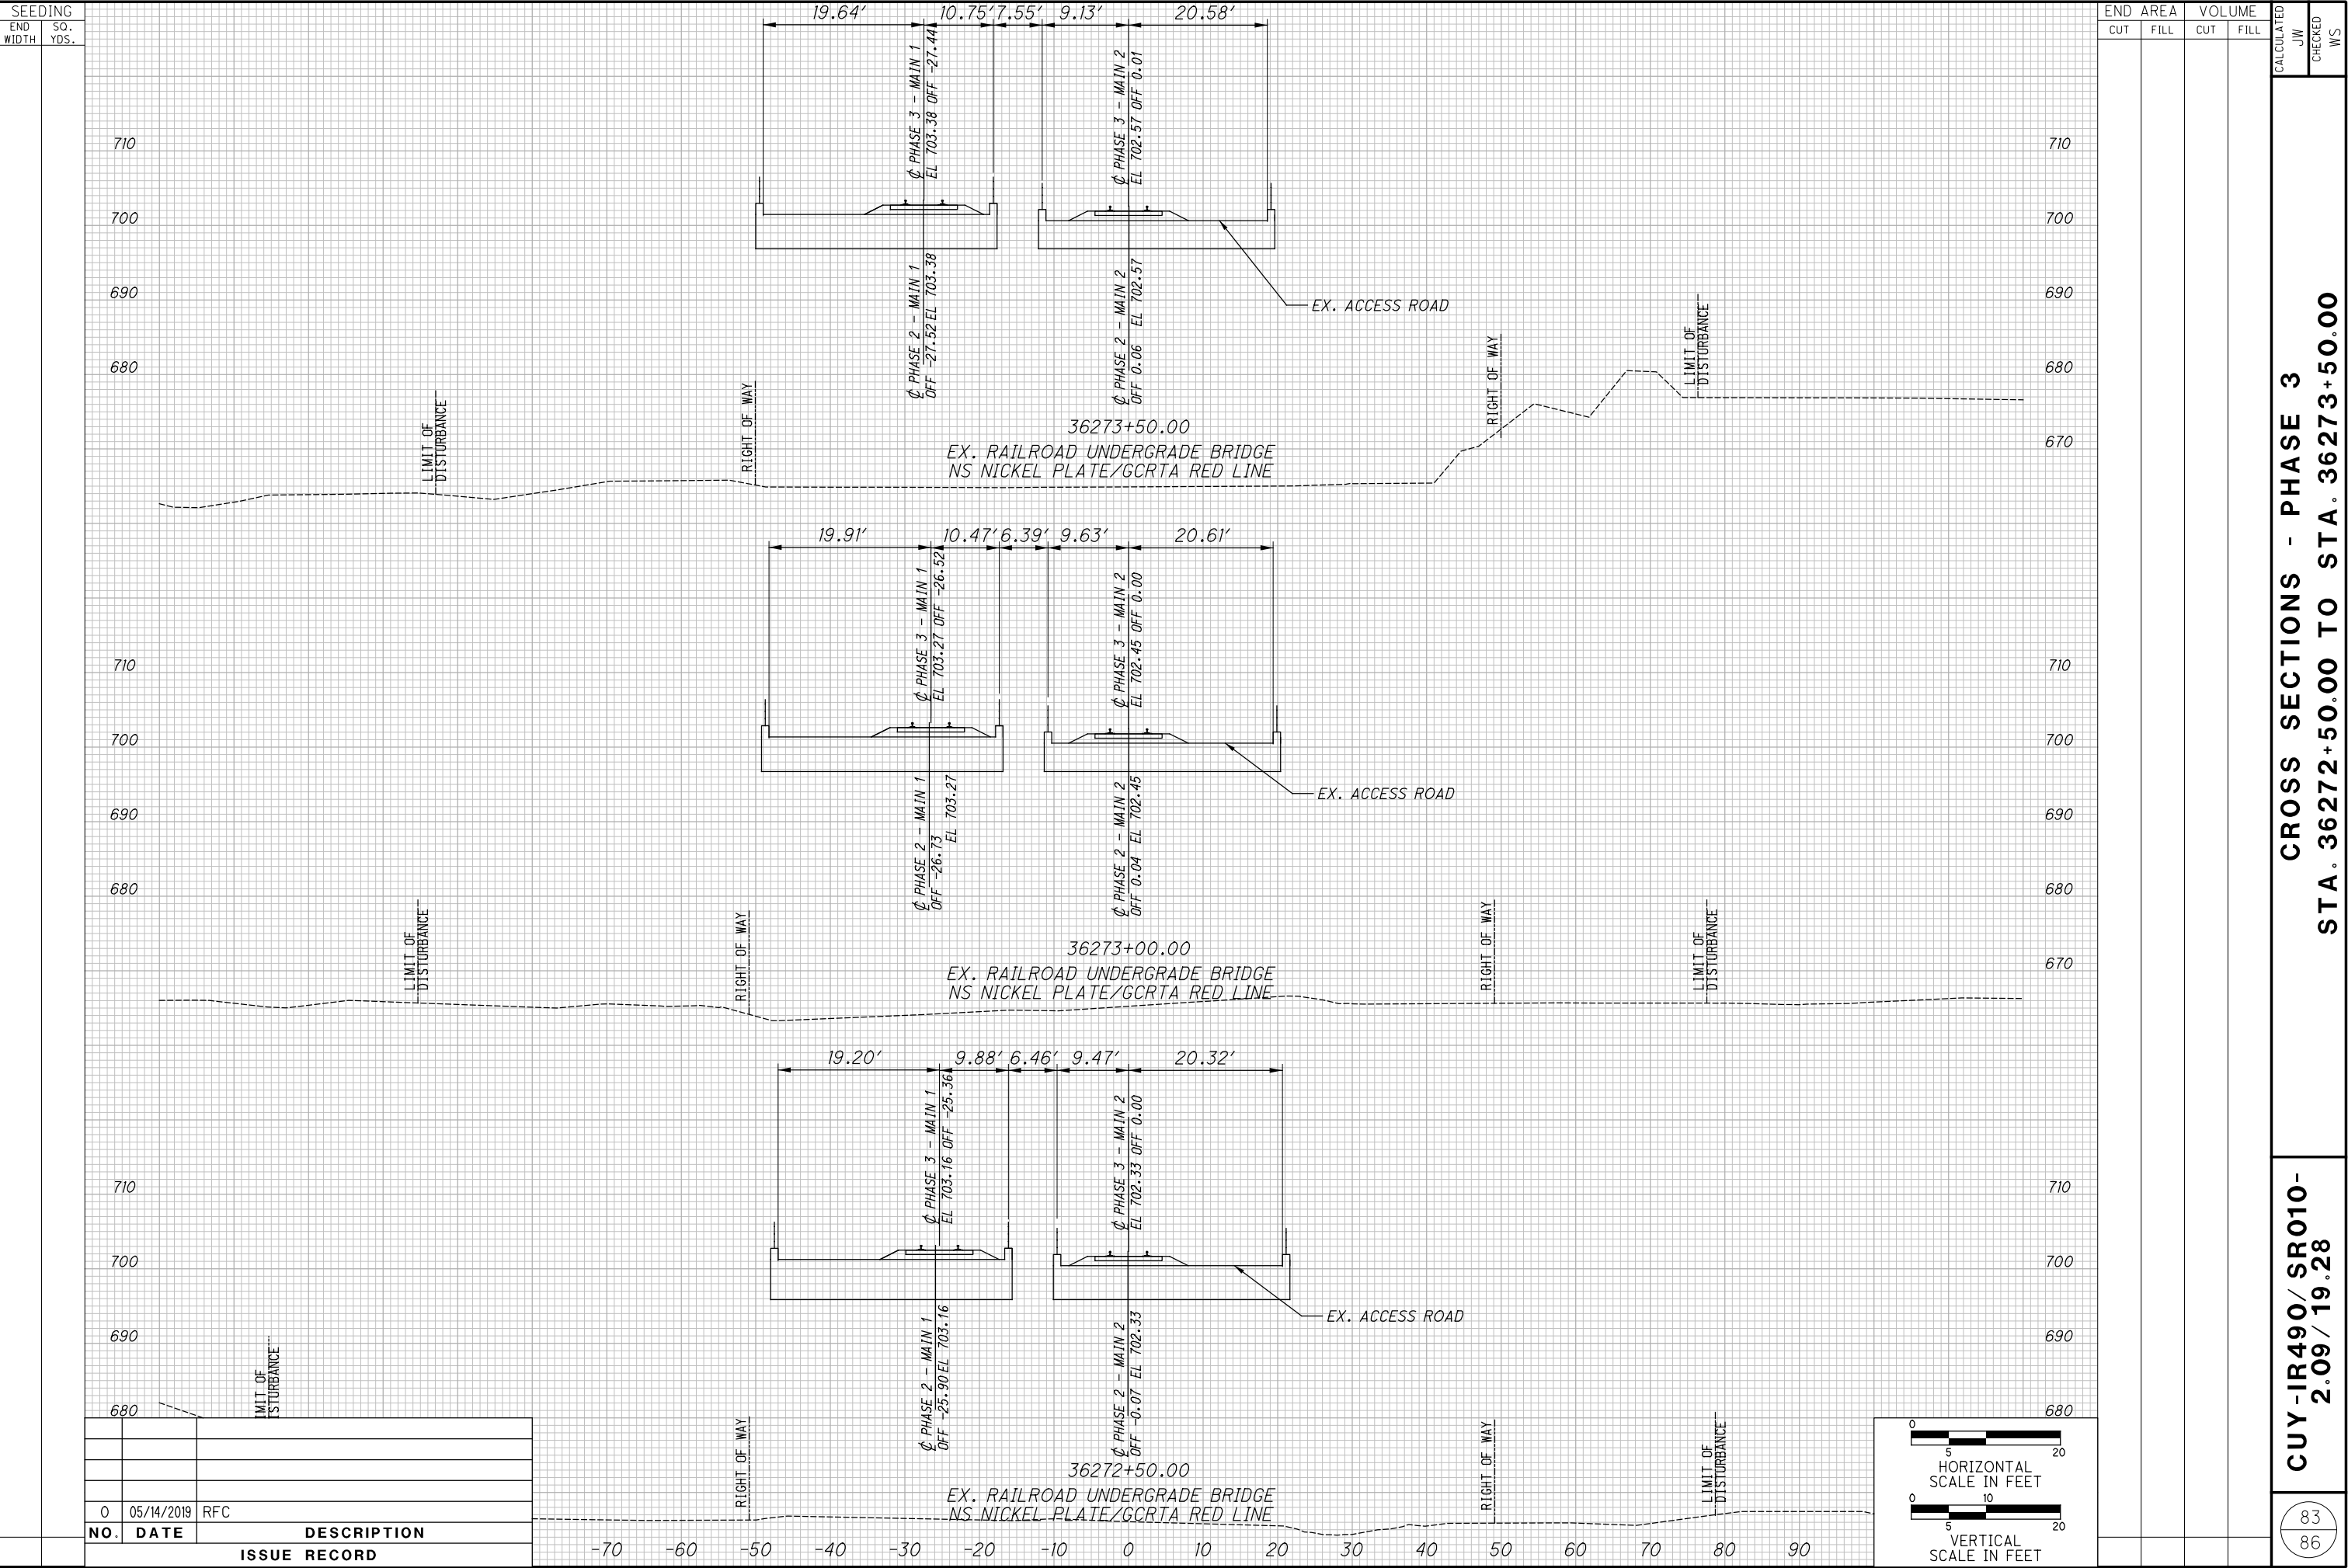 SEEDING
END WIDTH
SQ. YDS.
END AREA
VOLUME
CUT
FILL
CUT
FILL
CALCULATED
JW
CHECKED
WS
19.64'
10.75'
7.55'
9.13'
20.58'
℄ PHASE 3 - MAIN 1
EL 703.38 OFF -27.44
℄ PHASE 3 - MAIN 2
EL 702.57 OFF 0.01
710
700
690
680
670
710
700
690
680
℄ PHASE 2 - MAIN 1
OFF -27.52 EL 703.38
℄ PHASE 2 - MAIN 2
OFF 0.06 EL 702.57
EX. ACCESS ROAD
LIMIT OF
DISTURBANCE
RIGHT OF WAY
RIGHT OF WAY
LIMIT OF
DISTURBANCE
36273+50.00
EX. RAILROAD UNDERGRADE BRIDGE
NS NICKEL PLATE/GCRTA RED LINE
19.91'
10.47'
6.39'
9.63'
20.61'
℄ PHASE 3 - MAIN 1
EL 703.27 OFF -26.52
℄ PHASE 3 - MAIN 2
EL 702.45 OFF 0.00
710
700
690
680
710
700
690
680
670
℄ PHASE 2 - MAIN 1
OFF -26.73
EL 703.27
℄ PHASE 2 - MAIN 2
OFF 0.04 EL 702.45
EX. ACCESS ROAD
LIMIT OF
DISTURBANCE
RIGHT OF WAY
RIGHT OF WAY
LIMIT OF
DISTURBANCE
36273+00.00
EX. RAILROAD UNDERGRADE BRIDGE
NS NICKEL PLATE/GCRTA RED LINE
19.20'
9.88'
6.46'
9.47'
20.32'
℄ PHASE 3 - MAIN 1
EL 703.16 OFF -25.36
℄ PHASE 3 - MAIN 2
EL 702.33 OFF 0.00
710
700
690
680
710
700
690
680
℄ PHASE 2 - MAIN 1
OFF -25.90 EL 703.16
℄ PHASE 2 - MAIN 2
OFF -0.07 EL 702.33
EX. ACCESS ROAD
IMIT OF
ISTURBANCE
RIGHT OF WAY
RIGHT OF WAY
LIMIT OF
DISTURBANCE
36272+50.00
EX. RAILROAD UNDERGRADE BRIDGE
NS NICKEL PLATE/GCRTA RED LINE
-70 -60 -50 -40 -30 -20 -10 0 10 20 30 40 50 60 70 80 90
0 05/14/2019 RFC
NO. DATE DESCRIPTION
ISSUE RECORD
0
5 20
HORIZONTAL
SCALE IN FEET
0 10
5 20
VERTICAL
SCALE IN FEET
CROSS SECTIONS - PHASE 3
STA. 36272+50.00 TO STA. 36273+50.00
CUY-IR490/SR010-
2.09/19.28
83
86